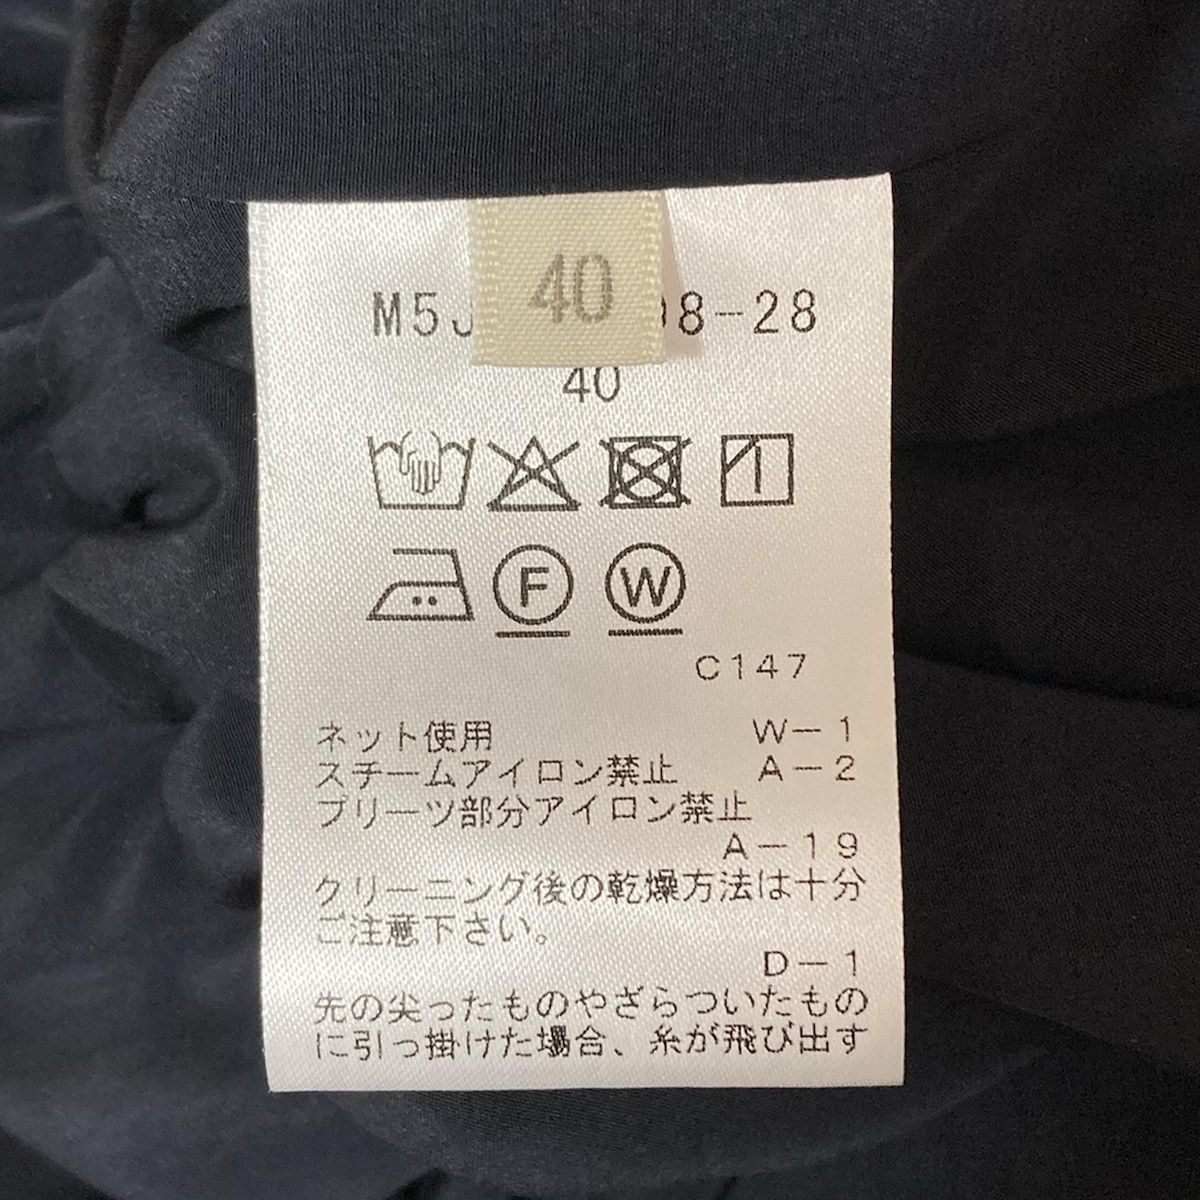 40
M5J 08-28
40
F W
C147
ネット使用 W-1
スチームアイロン禁止 A-2
プリーツ部分アイロン禁止
A-19
クリーニング後の乾燥方法は十分
ご注意下さい。
D-1
先の尖ったものやざらついたもの
に引っ掛けた場合、糸が飛び出す